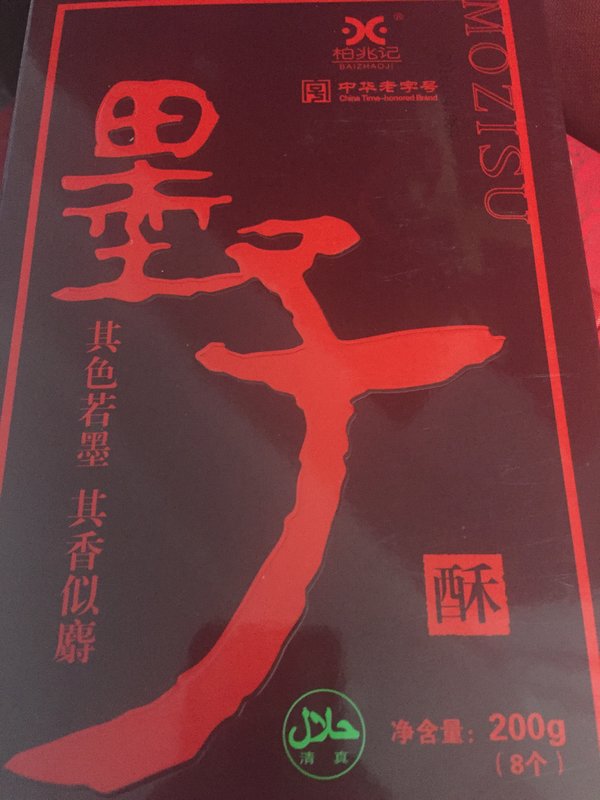 柏兆记®
BAIZHAOJI
中华老字号
China Time-honored Brand
MOZISU
墨子
酥
其色若墨 其香似麝
حلال
清真
净含量：200g
（8个）